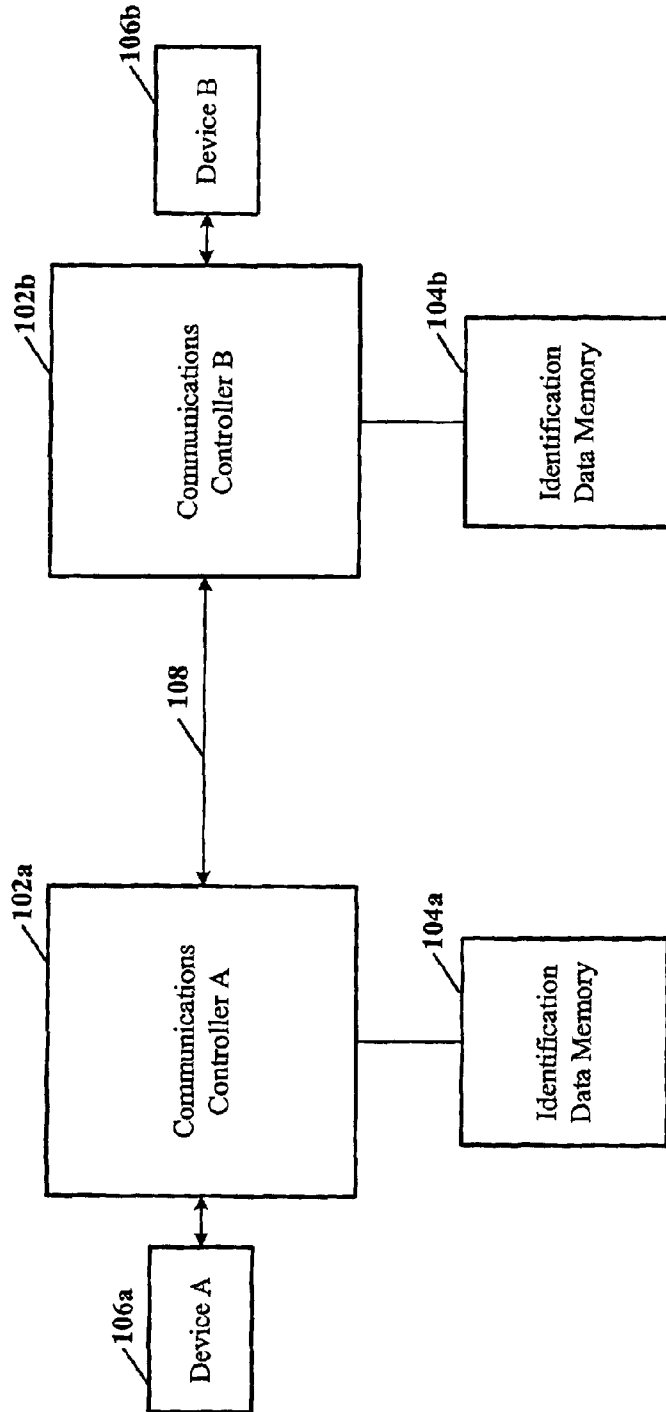 106a
Device A
102a
Communications
Controller A
104a
Identification
Data Memory
108
102b
Communications
Controller B
104b
Identification
Data Memory
106b
Device B